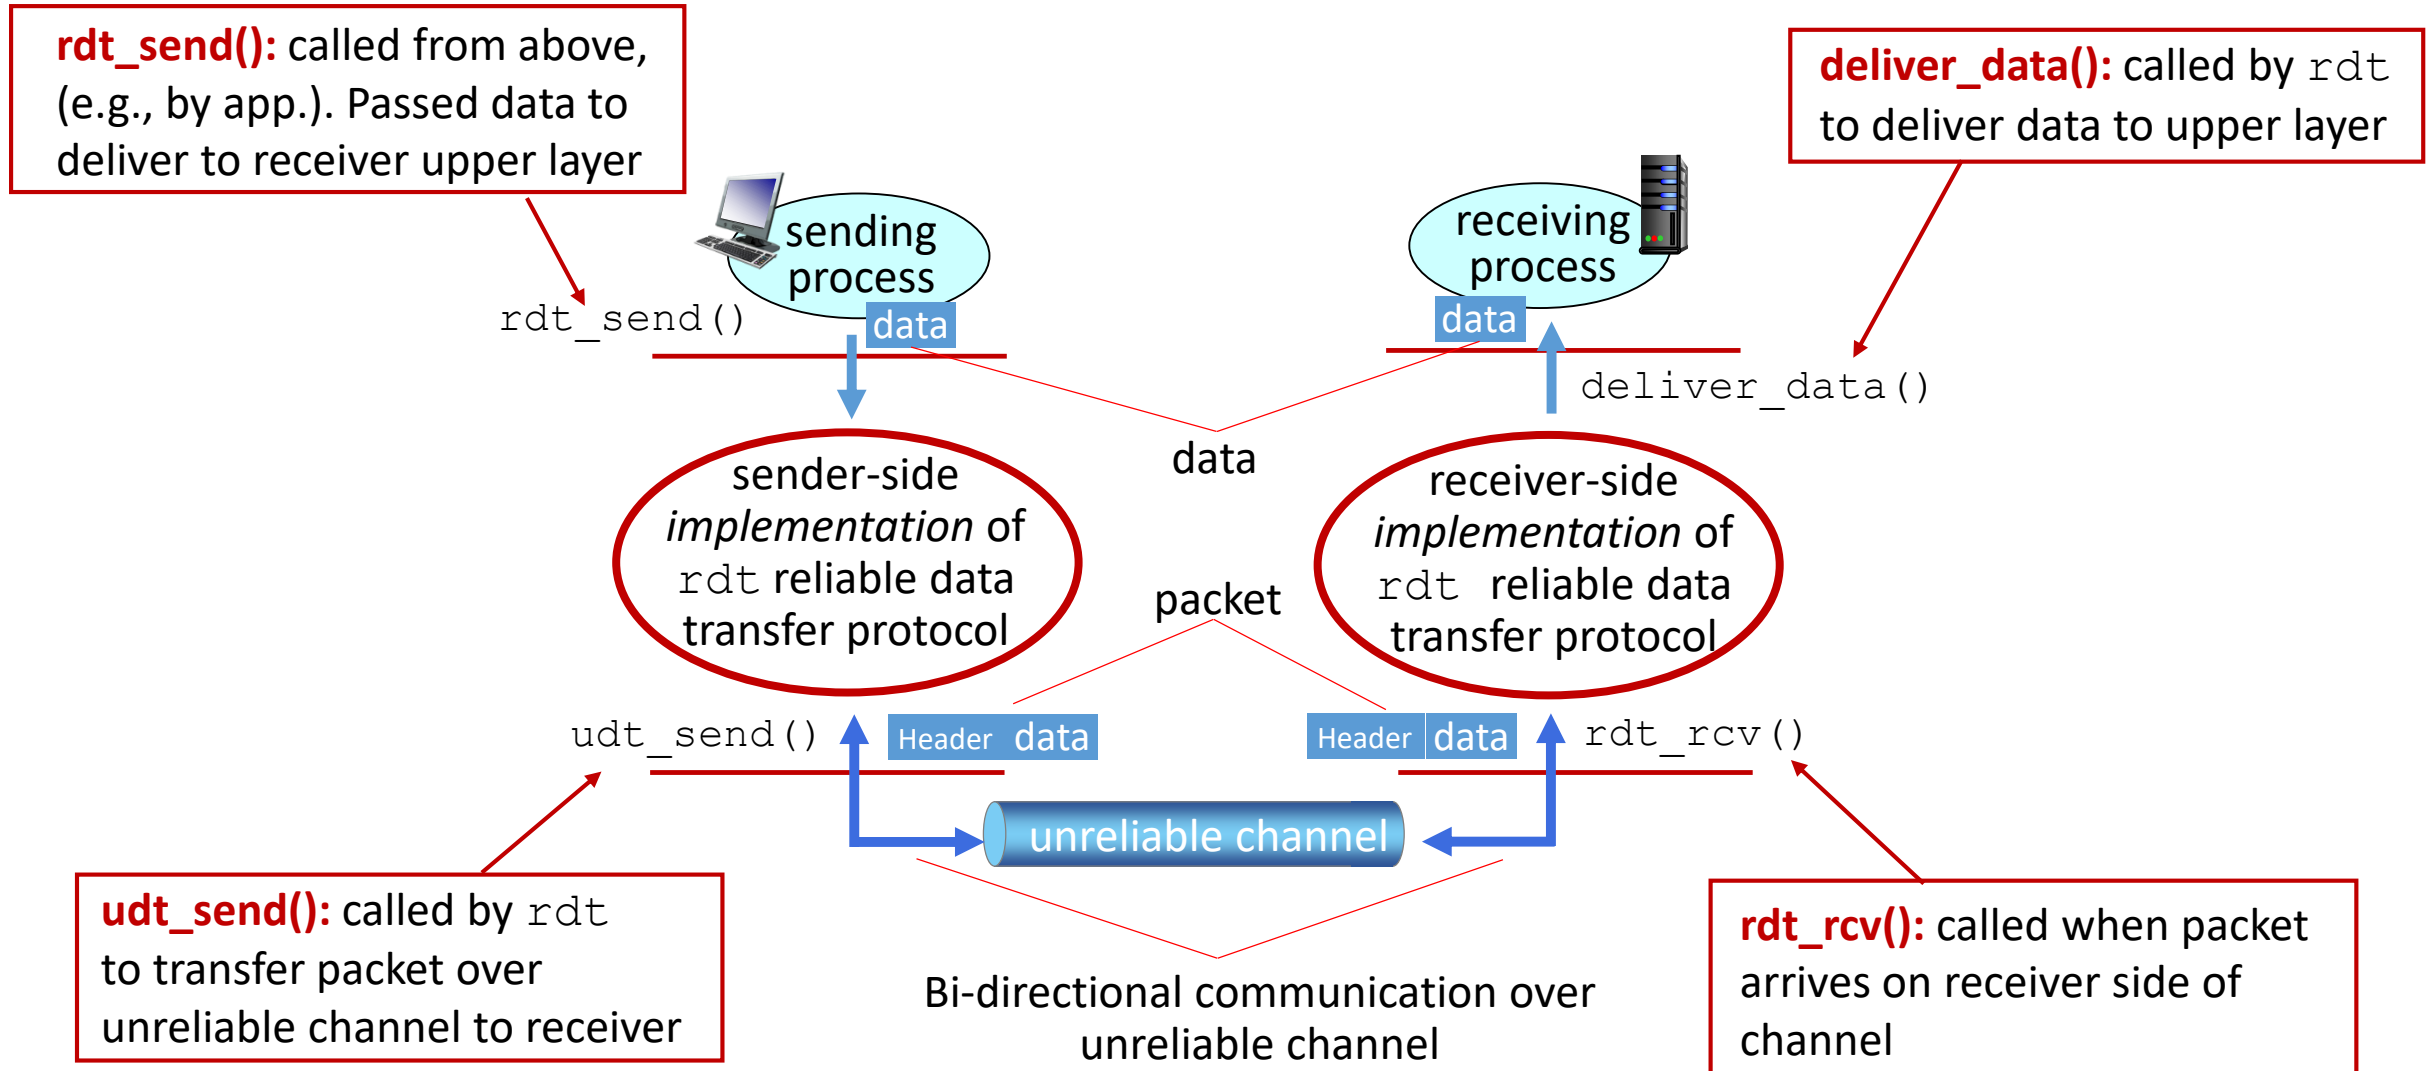 rdt_send(): called from above,
(e.g., by app.). Passed data to
deliver to receiver upper layer
deliver_data(): called by rdt
to deliver data to upper layer
sending
process
receiving
process
rdt_send()
data
data
deliver_data()
data
sender-side
implementation of
rdt reliable data
transfer protocol
receiver-side
implementation of
rdt reliable data
transfer protocol
packet
udt_send()
Header data
Header data
rdt_rcv()
unreliable channel
udt_send(): called by rdt
to transfer packet over
unreliable channel to receiver
Bi-directional communication over
unreliable channel
rdt_rcv(): called when packet
arrives on receiver side of
channel